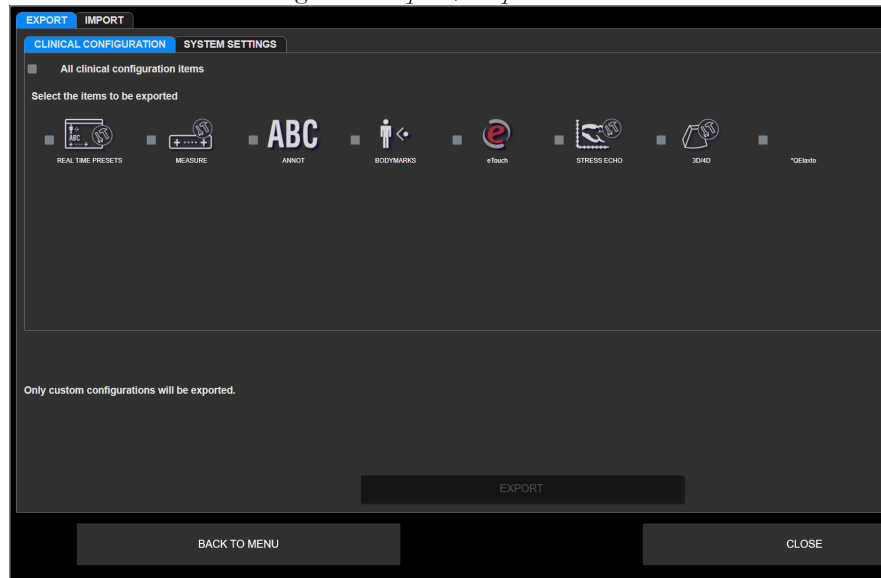 EXPORT IMPORT
CLINICAL CONFIGURATION SYSTEM SETTINGS
All clinical configuration items
Select the items to be exported
ABC
ABC
e
REAL TIME PRESETS MEASURE ANNOT BODYMARKS eTouch STRESS ECHO 3D/4D *QElaxto
Only custom configurations will be exported.
EXPORT
BACK TO MENU CLOSE